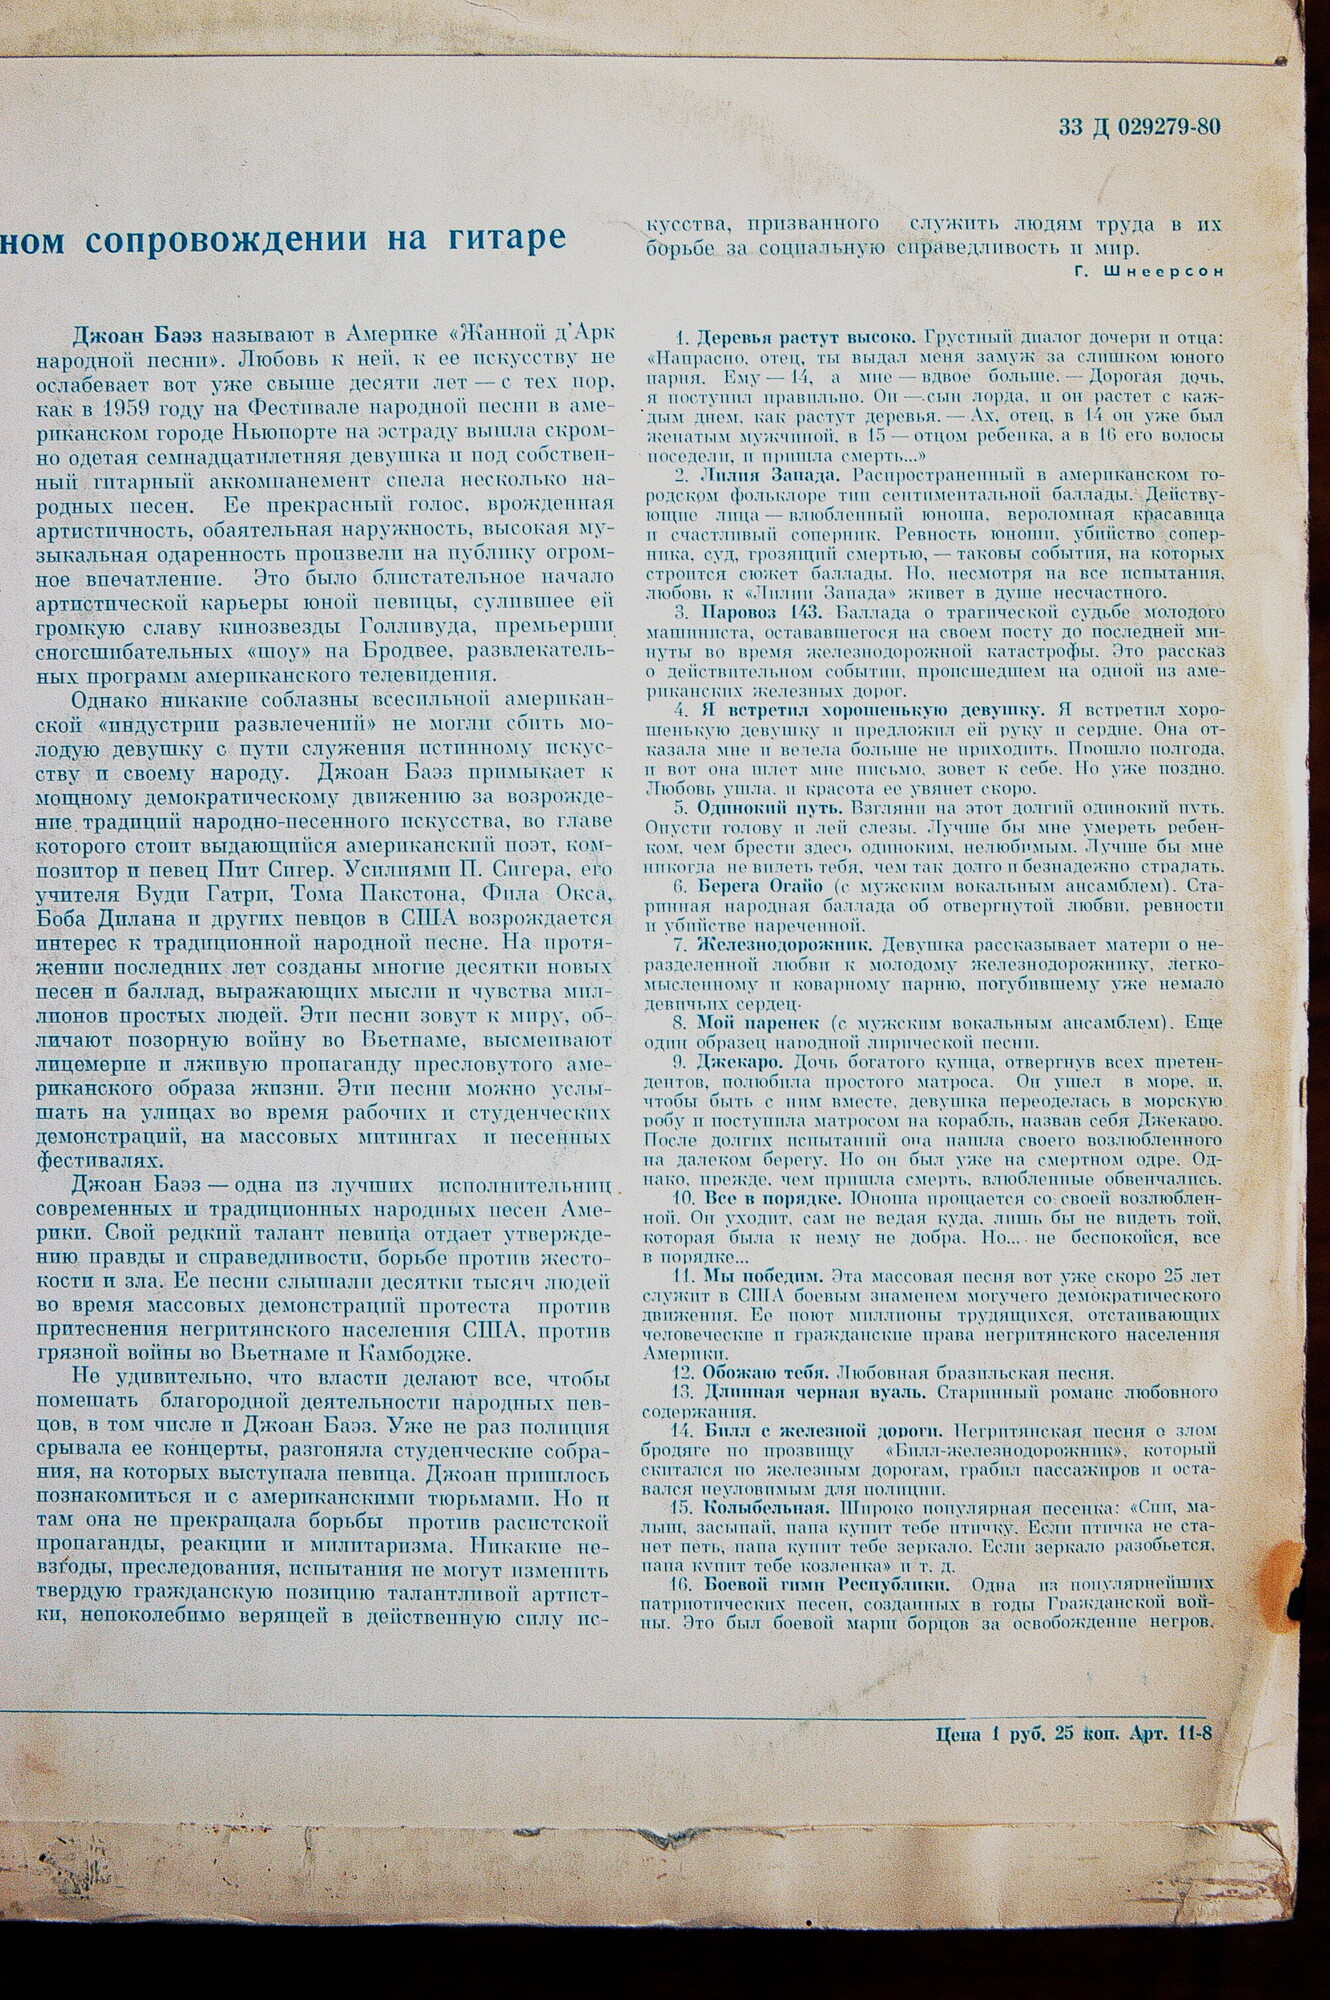 33 Д 029279-80
ном сопровождении на гитаре
Джоан Баэз называют в Америке «Жанной д'Арк
народной песни». Любовь к ней, к ее искусству не
ослабевает вот уже свыше десяти лет — с тех пор,
как в 1959 году на Фестивале народной песни в аме-
риканском городе Ньюпорте на эстраду вышла скром-
но одетая семнадцатилетняя девушка и под собствен-
ный гитарный аккомпанемент спела несколько на-
родных песен. Ее прекрасный голос, врожденная
артистичность, обаятельная наружность, высокая му-
зыкальная одаренность произвели на публику огром-
ное впечатление. Это было блистательное начало
артистической карьеры юной певицы, сулившее ей
громкую славу кинозвезды Голливуда, премьерши
сногсшибательных «шоу» на Бродвее, развлекатель-
ных программ американского телевидения.
Однако никакие соблазны всесильной американ-
ской «индустрии развлечений» не могли сбить мо-
лодую девушку с пути служения истинному искус-
ству и своему народу. Джоан Баэз примыкает к
мощному демократическому движению за возрожде-
ние традиций народно-песенного искусства, во главе
которого стоит выдающийся американский поэт, ком-
позитор и певец Пит Сигер. Усилиями П. Сигера, его
учителя Вуди Гатри, Тома Пакстона, Фила Окса,
Боба Дилана и других певцов в США возрождается
интерес к традиционной народной песне. На протя-
жении последних лет созданы многие десятки новых
песен и баллад, выражающих мысли и чувства мил-
лионов простых людей. Эти песни зовут к миру, об-
личают позорную войну во Вьетнаме, высмеивают
лицемерие и лживую пропаганду пресловутого аме-
риканского образа жизни. Эти песни можно услы-
шать на улицах во время рабочих и студенческих
демонстраций, на массовых митингах и песенных
фестивалях.
Джоан Баэз — одна из лучших исполнительниц
современных и традиционных народных песен Аме-
рики. Свой редкий талант певица отдает утвержде-
нию правды и справедливости, борьбе против жесто-
кости и зла. Ее песни слышали десятки тысяч людей
во время массовых демонстраций протеста против
притеснения негритянского населения США, против
грязной войны во Вьетнаме и Камбодже.
Не удивительно, что власти делают все, чтобы
помешать благородной деятельности народных пев-
цов, в том числе и Джоан Баэз. Уже не раз полиция
срывала ее концерты, разгоняла студенческие собра-
ния, на которых выступала певица. Джоан пришлось
познакомиться и с американскими тюрьмами. Но и
там она не прекращала борьбы против расистской
пропаганды, реакции и милитаризма. Никакие не-
взгоды, преследования, испытания не могут изменить
твердую гражданскую позицию талантливой артист-
ки, непоколебимо верящей в действенную силу ис-
кусства, призванного служить людям труда в их
борьбе за социальную справедливость и мир.
Г. Шнеерсон
1. Деревья растут высоко. Грустный диалог дочери и отца:
«Напрасно, отец, ты выдал меня замуж за слишком юного
парня. Ему — 14, а мне — вдвое больше. — Дорогая дочь,
я поступил правильно. Он — сын лорда, и он растет с каж-
дым днем, как растут деревья. — Ах, отец, в 14 он уже был
женатым мужчиной, в 15 — отцом ребенка, а в 16 его волосы
поседели, и пришла смерть...»
2. Лилия Запада. Распространенный в американском го-
родском фольклоре тип сентиментальной баллады. Действу-
ющие лица — влюбленный юноша, вероломная красавица
и счастливый соперник. Ревность юноши, убийство сопер-
ника, суд, грозящий смертью, — таковы события, на которых
строится сюжет баллады. Но, несмотря на все испытания,
любовь к «Лилии Запада» живет в душе несчастного.
3. Паровоз 143. Баллада о трагической судьбе молодого
машиниста, остававшегося на своем посту до последней ми-
нуты во время железнодорожной катастрофы. Это рассказ
о действительном событии, происшедшем на одной из аме-
риканских железных дорог.
4. Я встретил хорошенькую девушку. Я встретил хоро-
шенькую девушку и предложил ей руку и сердце. Она от-
казала мне и велела больше не приходить. Прошло полгода,
и вот она шлет мне письмо, зовет к себе. Но уже поздно.
Любовь ушла, и красота ее увянет скоро.
5. Одинокий путь. Взгляни на этот долгий одинокий путь.
Опусти голову и лей слезы. Лучше бы мне умереть ребен-
ком, чем брести здесь одиноким, нелюбимым. Лучше бы мне
никогда не видеть тебя, чем так долго и безнадежно страдать.
6. Берега Огайо (с мужским вокальным ансамблем). Ста-
ринная народная баллада об отвергнутой любви, ревности
и убийстве нареченной.
7. Железнодорожник. Девушка рассказывает матери о не-
разделенной любви к молодому железнодорожнику, легко-
мысленному и коварному парню, погубившему уже немало
девичьих сердец.
8. Мой паренек (с мужским вокальным ансамблем). Еще
один образец народной лирической песни.
9. Джекаро. Дочь богатого купца, отвергнув всех претен-
дентов, полюбила простого матроса. Он ушел в море, и,
чтобы быть с ним вместе, девушка переоделась в морскую
робу и поступила матросом на корабль, назвав себя Джекаро.
После долгих испытаний она нашла своего возлюбленного
на далеком берегу. Но он был уже на смертном одре. Од-
нако, прежде, чем пришла смерть, влюбленные обвенчались.
10. Все в порядке. Юноша прощается со своей возлюблен-
ной. Он уходит, сам не ведая куда, лишь бы не видеть той,
которая была к нему не добра. Но... не беспокойся, все
в порядке...
11. Мы победим. Эта массовая песня вот уже скоро 25 лет
служит в США боевым знаменем могучего демократического
движения. Ее поют миллионы трудящихся, отстаивающих
человеческие и гражданские права негритянского населения
Америки.
12. Обожаю тебя. Любовная бразильская песня.
13. Длинная черная вуаль. Старинный романс любовного
содержания.
14. Билл с железной дороги. Негритянская песня о злом
бродяге по прозвищу «Билл-железнодорожник», который
скитался по железным дорогам, грабил пассажиров и оста-
вался неуловимым для полиции.
15. Колыбельная. Широко популярная песенка: «Спи, ма-
лыш, засыпай, папа купит тебе птичку. Если птичка не ста-
нет петь, папа купит тебе зеркало. Если зеркало разобьется,
папа купит тебе козленка» и т. д.
16. Боевой гимн Республики. Одна из популярнейших
патриотических песен, созданных в годы Гражданской вой-
ны. Это был боевой марш борцов за освобождение негров.
Цена 1 руб. 25 коп. Арт. 11-8